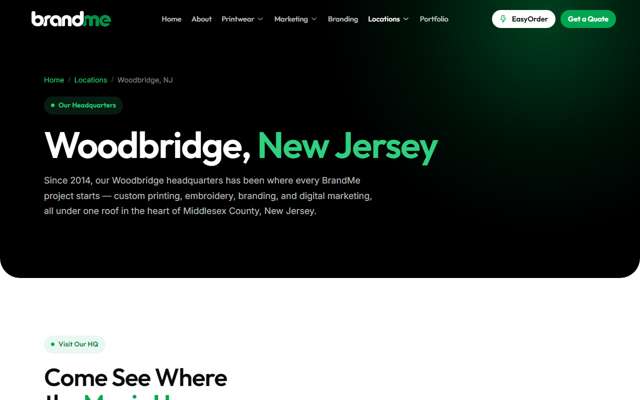 brandme
Home About Printwear Marketing Branding Locations Portfolio EasyOrder Get a Quote
Home / Locations / Woodbridge, NJ
Our Headquarters
Woodbridge, New Jersey
Since 2014, our Woodbridge headquarters has been where every BrandMe
project starts — custom printing, embroidery, branding, and digital marketing,
all under one roof in the heart of Middlesex County, New Jersey.
Visit Our HQ
Come See Where